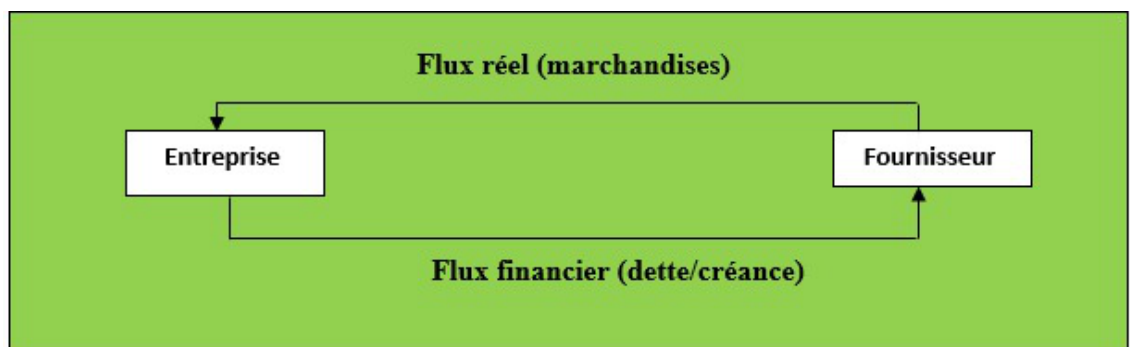 Flux réel (marchandises)
Entreprise
Fournisseur
Flux financier (dette/créance)